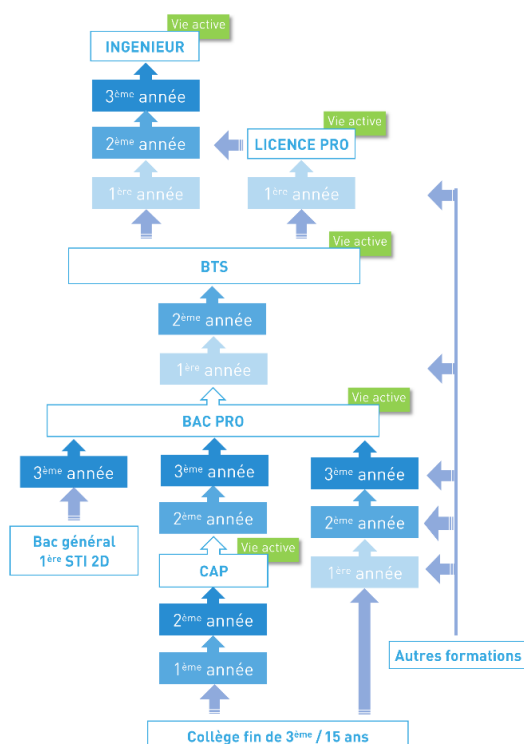 Vie active
INGENIEUR
3ème année
2ème année
Vie active
LICENCE PRO
1ère année
1ère année
Vie active
BTS
2ème année
1ère année
Vie active
BAC PRO
3ème année
3ème année
3ème année
2ème année
2ème année
Bac général
1ère STI 2D
Vie active
CAP
1ère année
2ème année
1ème année
Autres formations
Collège fin de 3ème / 15 ans